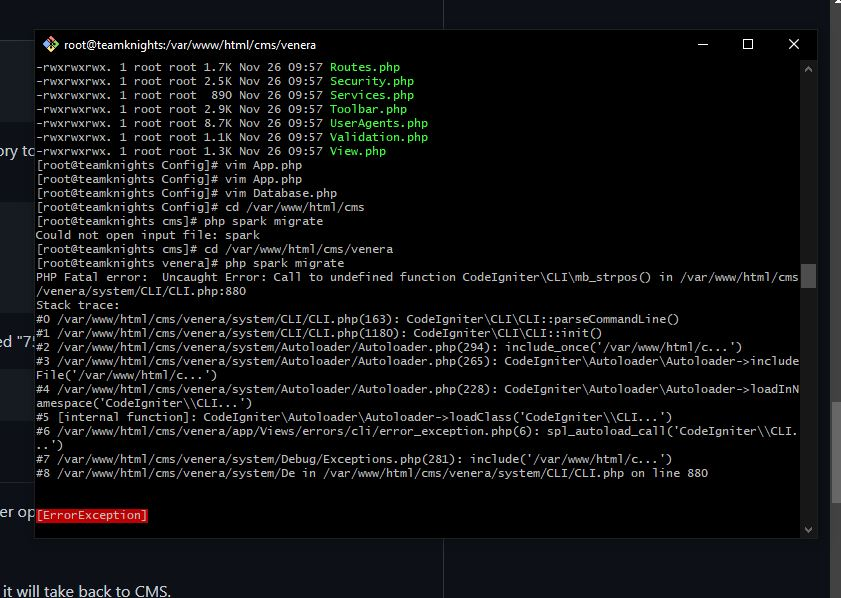 root@teamknights:/var/www/html/cms/venera
-rwxrwxrwx. 1 root root 1.7K Nov 26 09:57 Routes.php
-rwxrwxrwx. 1 root root 2.5K Nov 26 09:57 Security.php
-rwxrwxrwx. 1 root root  890 Nov 26 09:57 Services.php
-rwxrwxrwx. 1 root root 2.9K Nov 26 09:57 Toolbar.php
-rwxrwxrwx. 1 root root 8.7K Nov 26 09:57 UserAgents.php
-rwxrwxrwx. 1 root root 1.1K Nov 26 09:57 Validation.php
-rwxrwxrwx. 1 root root 1.3K Nov 26 09:57 View.php
[root@teamknights Config]# vim App.php
[root@teamknights Config]# vim App.php
[root@teamknights Config]# vim Database.php
[root@teamknights Config]# cd /var/www/html/cms
[root@teamknights cms]# php spark migrate
Could not open input file: spark
[root@teamknights cms]# cd /var/www/html/cms/venera
[root@teamknights venera]# php spark migrate
PHP Fatal error:  Uncaught Error: Call to undefined function CodeIgniter\CLI\mb_strpos() in /var/www/html/cms
/venera/system/CLI/CLI.php:880
Stack trace:
#0 /var/www/html/cms/venera/system/CLI/CLI.php(163): CodeIgniter\CLI\CLI::parseCommandLine()
#1 /var/www/html/cms/venera/system/CLI/CLI.php(1180): CodeIgniter\CLI\CLI::init()
#2 /var/www/html/cms/venera/system/Autoloader/Autoloader.php(294): include_once('/var/www/html/c...')
#3 /var/www/html/cms/venera/system/Autoloader/Autoloader.php(265): CodeIgniter\Autoloader\Autoloader->include
File('/var/www/html/c...')
#4 /var/www/html/cms/venera/system/Autoloader/Autoloader.php(228): CodeIgniter\Autoloader\Autoloader->loadInN
amespace('CodeIgniter\\CLI...')
#5 [internal function]: CodeIgniter\Autoloader\Autoloader->loadClass('CodeIgniter\\CLI...')
#6 /var/www/html/cms/venera/app/Views/errors/cli/error_exception.php(6): spl_autoload_call('CodeIgniter\\CLI.
..')
#7 /var/www/html/cms/venera/system/Debug/Exceptions.php(281): include('/var/www/html/c...')
#8 /var/www/html/cms/venera/system/De in /var/www/html/cms/venera/system/CLI/CLI.php on line 880
[ErrorException]
it will take back to CMS.